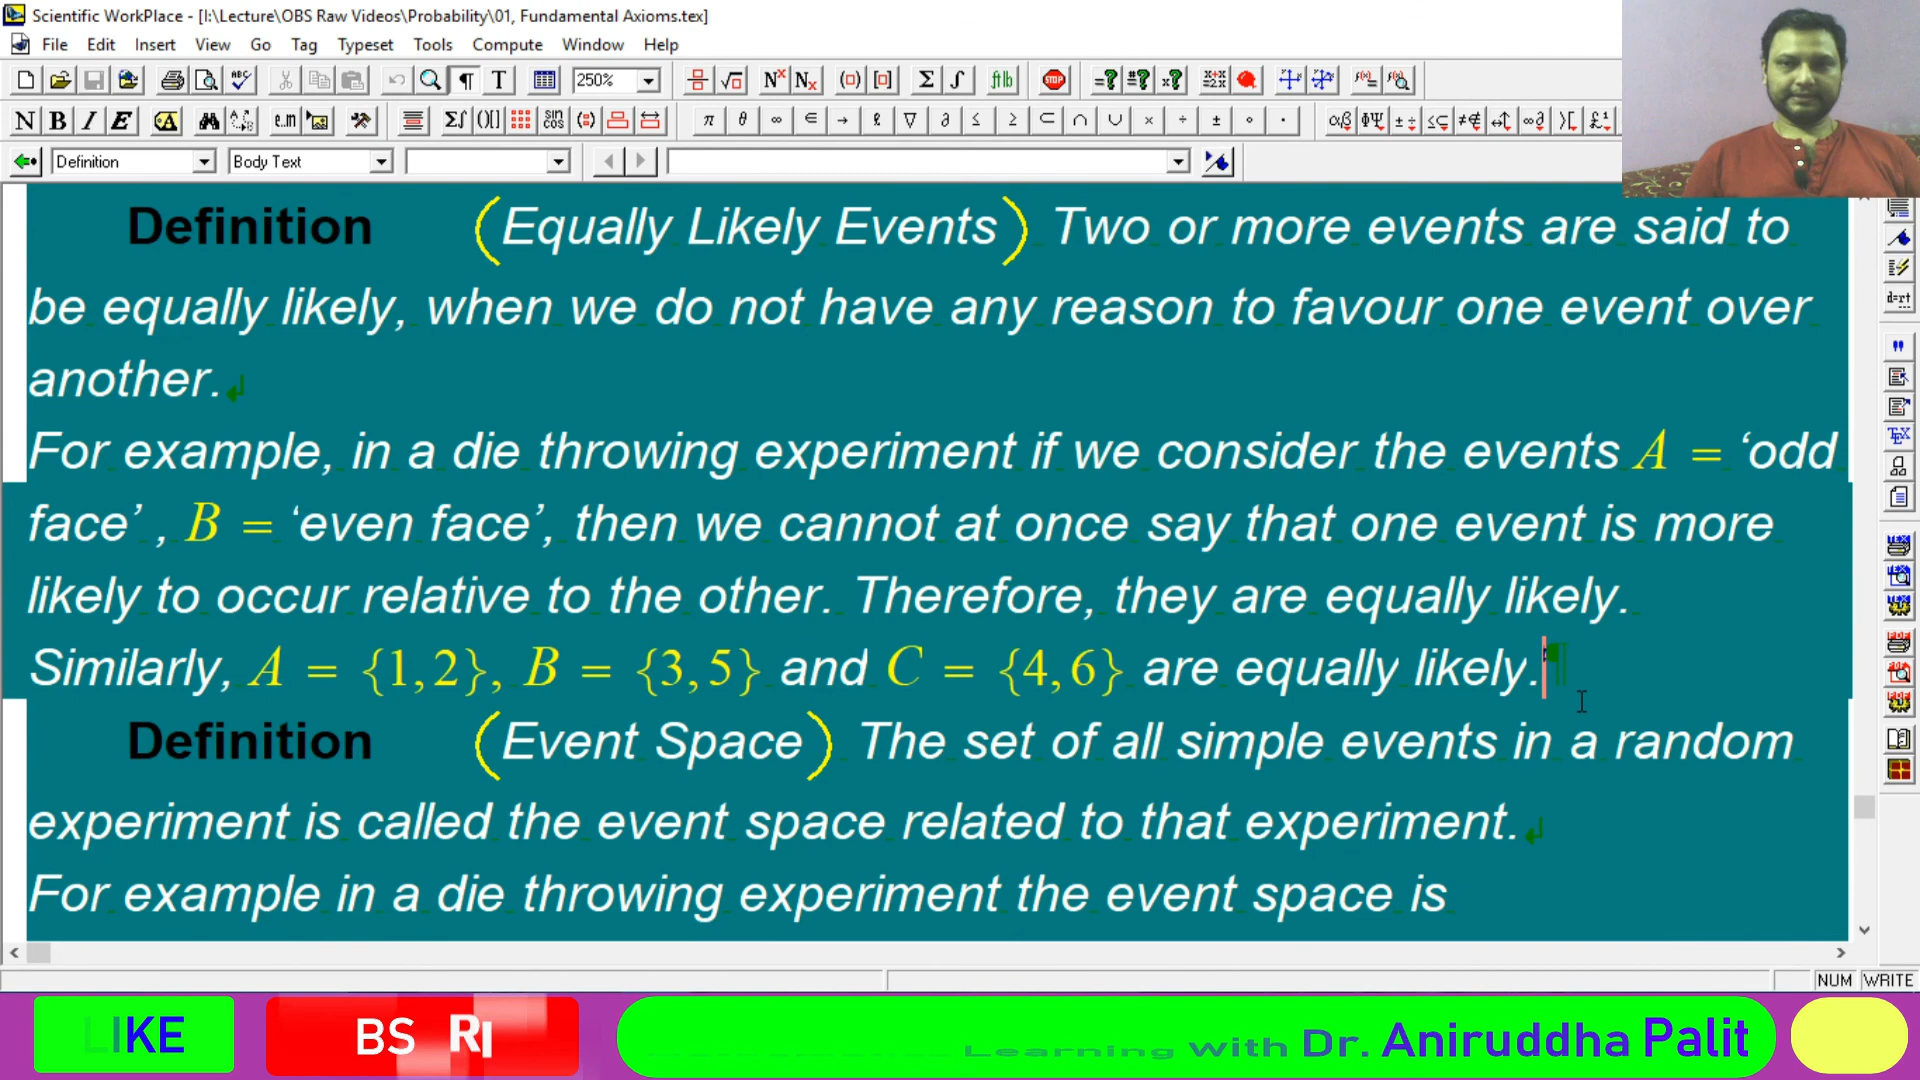 Scientific WorkPlace - [I:\Lecture\OBS Raw Videos\Probability\01, Fundamental Axioms.tex]
File Edit Insert View Go Tag Typeset Tools Compute Window Help
250%
Definition Body Text
Definition (Equally Likely Events) Two or more events are said to
be equally likely, when we do not have any reason to favour one event over
another.
For example, in a die throwing experiment if we consider the events A = ‘odd
face’ , B = ‘even face’, then we cannot at once say that one event is more
likely to occur relative to the other. Therefore, they are equally likely.
Similarly, A = {1,2}, B = {3,5} and C = {4,6} are equally likely.
Definition (Event Space) The set of all simple events in a random
experiment is called the event space related to that experiment.
For example in a die throwing experiment the event space is
NUM WRITE
LIKE
BS RI
Learning with Dr. Aniruddha Palit